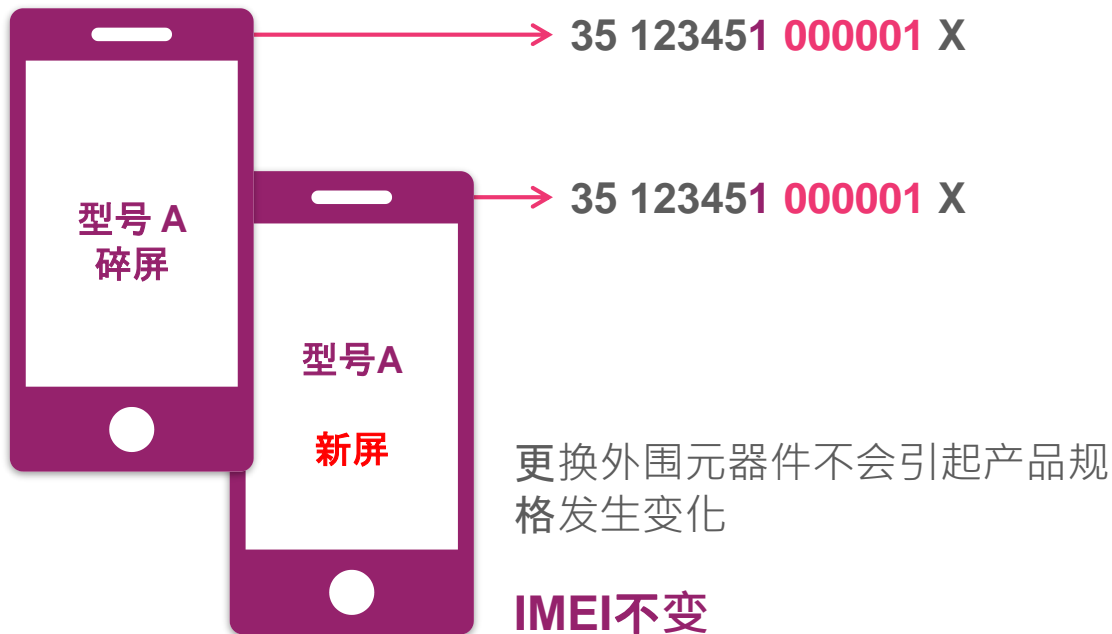 35 123451 000001 X
35 123451 000001 X
型号 A
碎屏
型号A
新屏
更换外围元器件不会引起产品规
格发生变化
IMEI不变